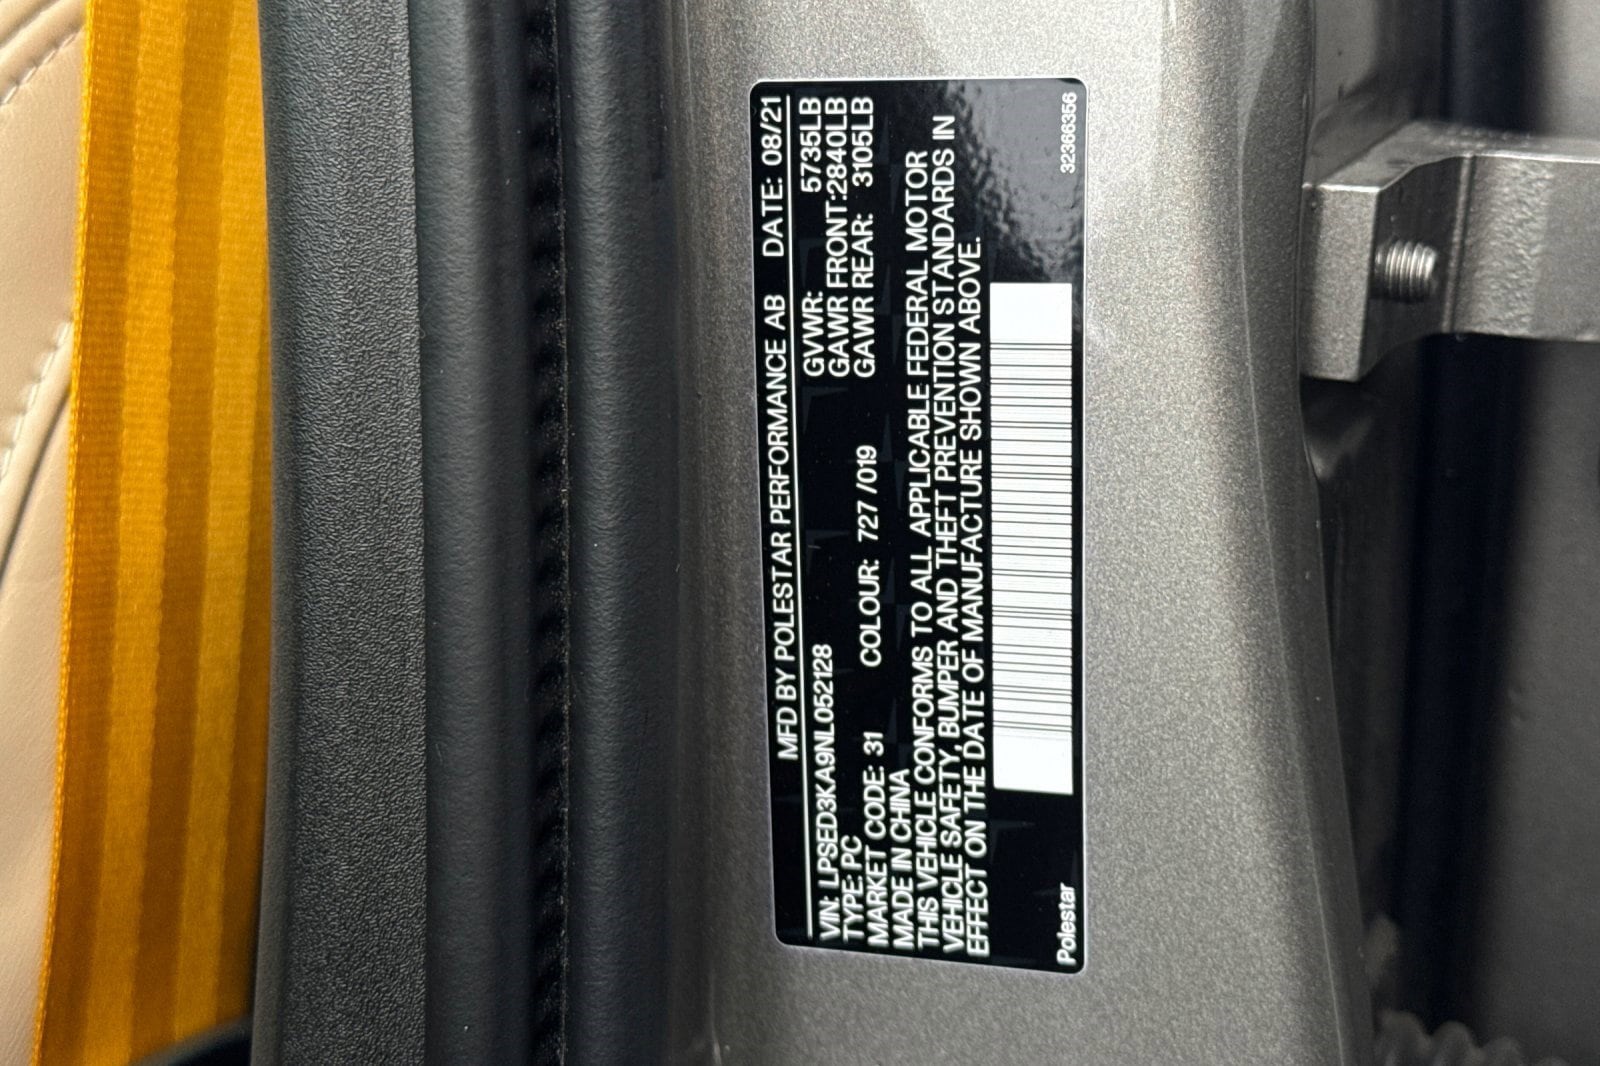 MFD BY POLESTAR PERFORMANCE AB DATE: 08/21
VIN: LPSED3KA9NL052128 GVWR: 5735LB
TYPE: PC GAWR FRONT:2840LB
MARKET CODE: 31 COLOUR: 727 /019 GAWR REAR: 3105LB
MADE IN CHINA
THIS VEHICLE CONFORMS TO ALL APPLICABLE FEDERAL MOTOR
VEHICLE SAFETY, BUMPER AND THEFT PREVENTION STANDARDS IN
EFFECT ON THE DATE OF MANUFACTURE SHOWN ABOVE.
Polestar 32366356